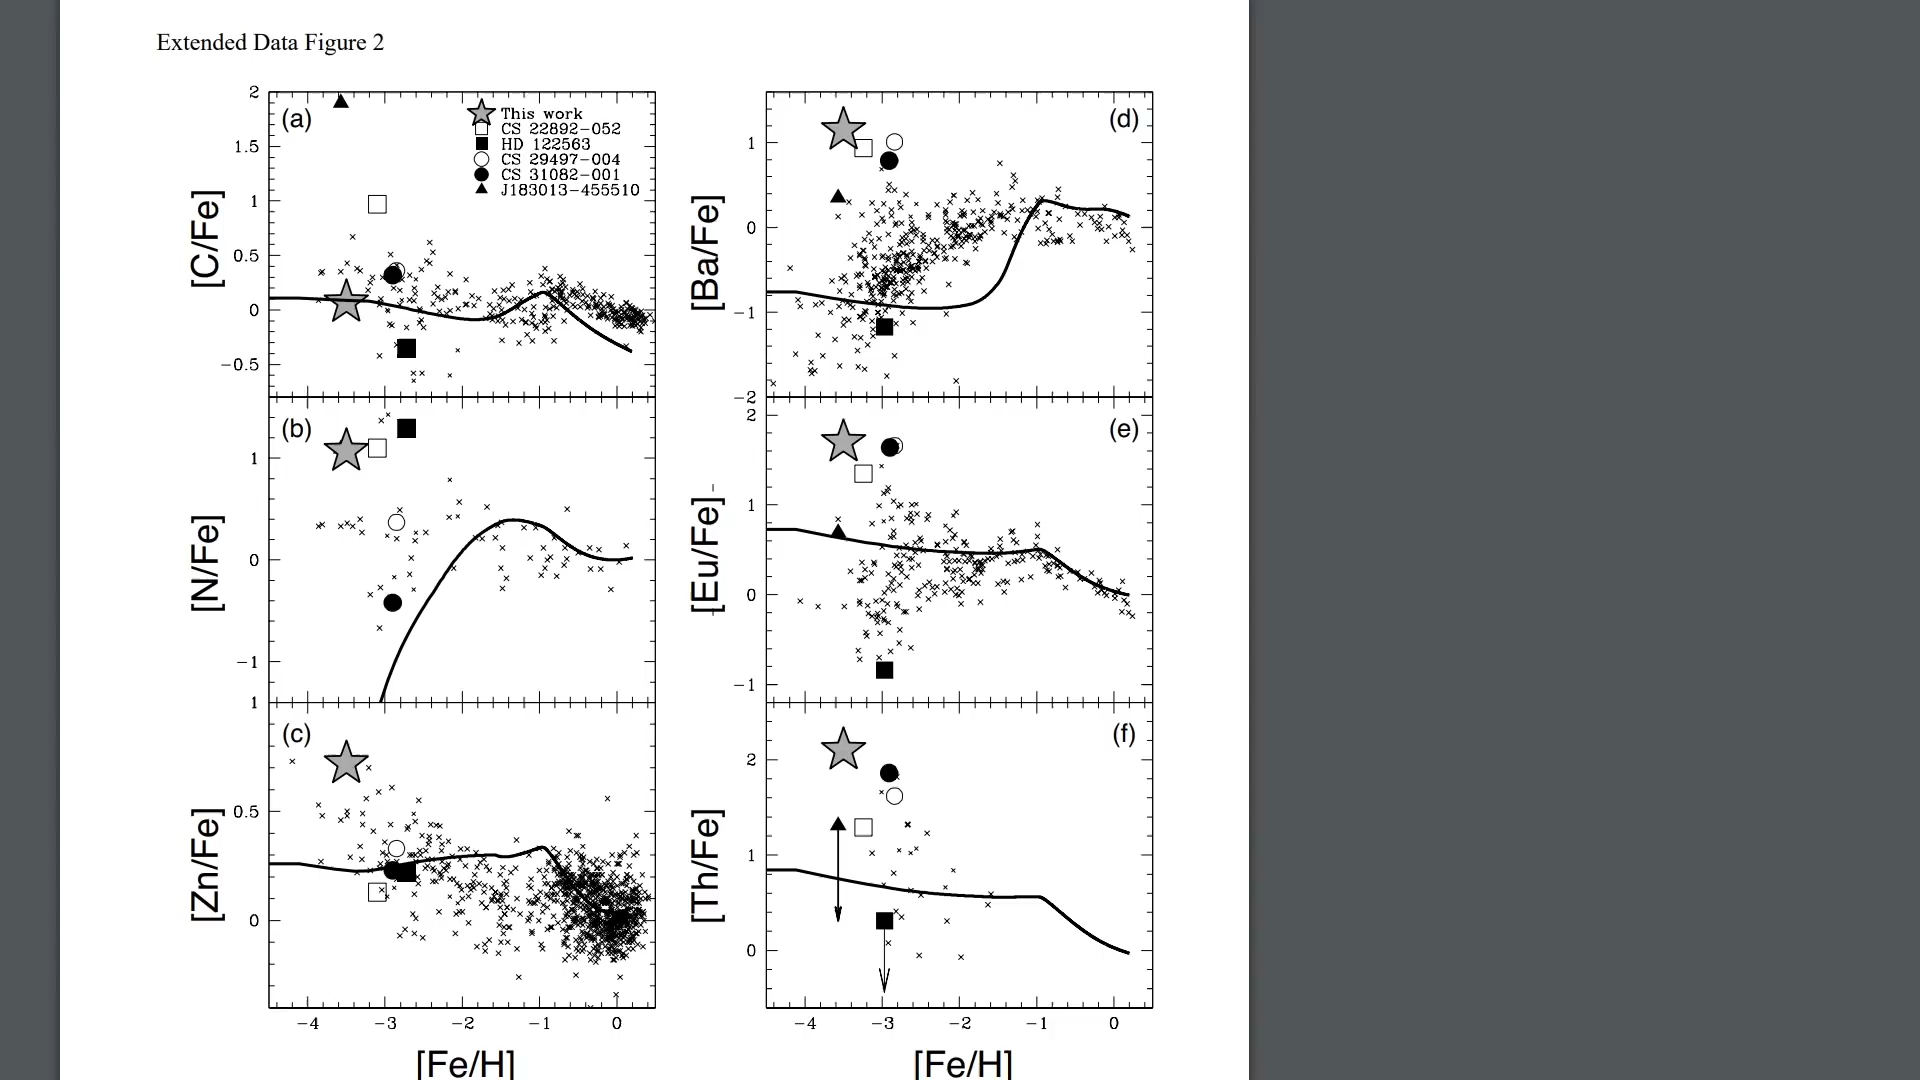 Extended Data Figure 2
(a)
This work
CS 22892-052
HD 122563
CS 29497-004
CS 31082-001
J183013-455510
[C/Fe]
2
1.5
1
0.5
0
−0.5
(d)
[Ba/Fe]
1
0
−1
−2
(b)
[N/Fe]
1
0
−1
(e)
[Eu/Fe]
2
1
0
−1
(c)
[Zn/Fe]
1
0.5
0
(f)
[Th/Fe]
2
1
0
−4 −3 −2 −1 0
−4 −3 −2 −1 0
[Fe/H]
[Fe/H]